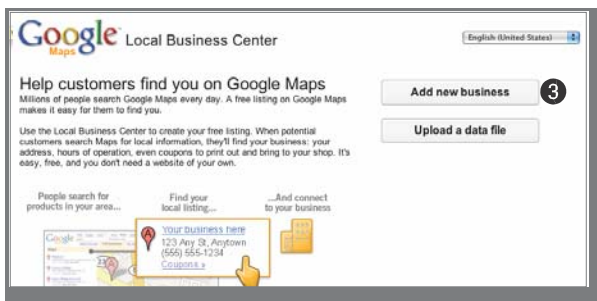 Google Maps Local Business Center
English (United States)
Help customers find you on Google Maps
Millions of people search Google Maps every day. A free listing on Google Maps
makes it easy for them to find you.
Use the Local Business Center to create your free listing. When potential
customers search Maps for local information, they'll find your business: your
address, hours of operation, even coupons to print out and bring to your shop. It's
easy, free, and you don't need a website of your own.
Add new business 3
Upload a data file
People search for
products in your area...
Find your
local listing...
...And connect
to your business
Google
Your business here
123 Any St, Anytown
(555) 555-1234
Coupons »
A
A